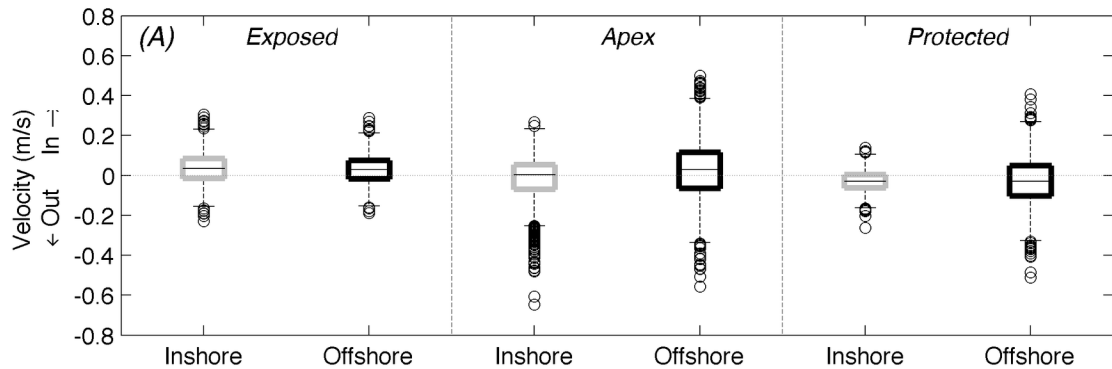 (A)
Exposed
Apex
Protected
Velocity (m/s)
← Out In →
0.8
0.6
0.4
0.2
0
-0.2
-0.4
-0.6
-0.8
Inshore
Offshore
Inshore
Offshore
Inshore
Offshore